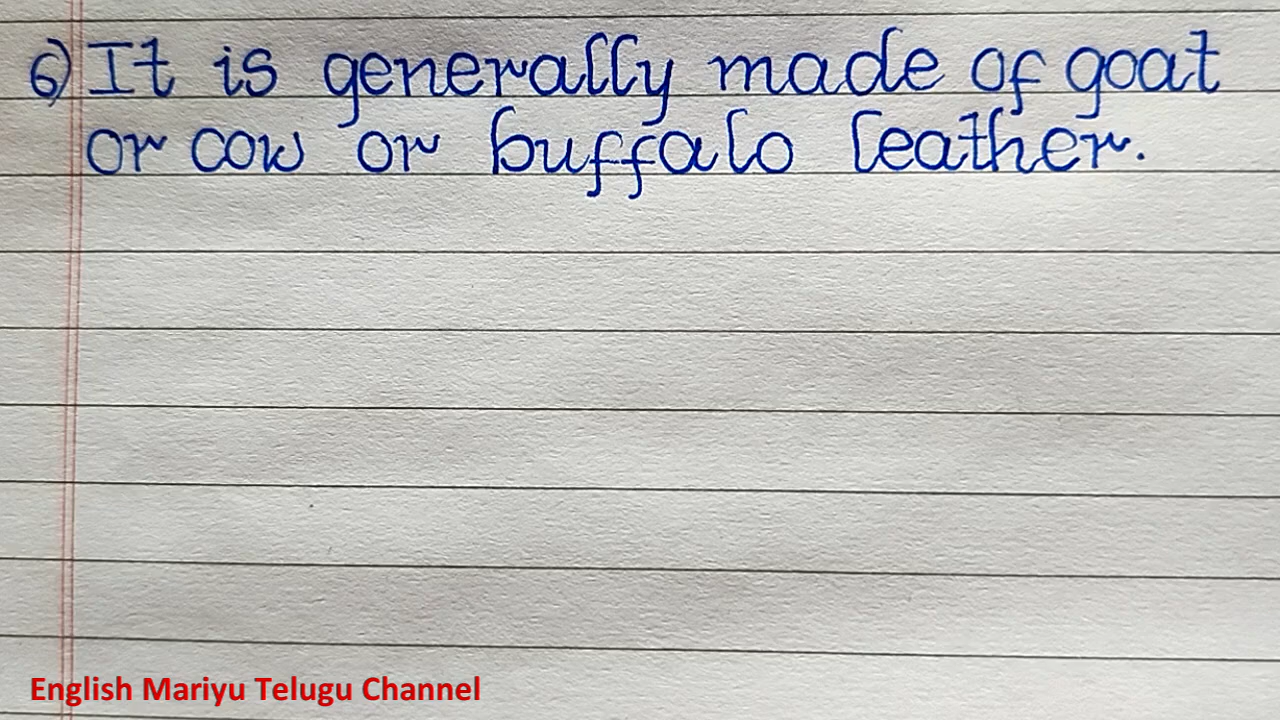 6) It is generally made of goat
or cow or buffalo leather.
English Mariyu Telugu Channel